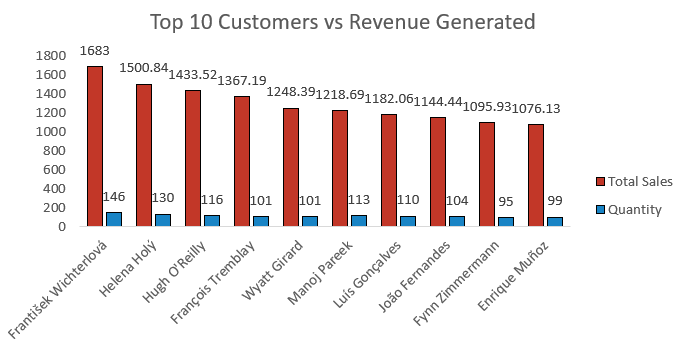 Top 10 Customers vs Revenue Generated
1800
1600
1400
1200
1000
800
600
400
200
0
1683
1500.84
1433.52
1367.19
1248.39
1218.69
1182.06
1144.44
1095.93
1076.13
146
130
116
101
101
113
110
104
95
99
František Wichterlová
Helena Holý
Hugh O'Reilly
François Tremblay
Wyatt Girard
Manoj Pareek
Luís Gonçalves
João Fernandes
Fynn Zimmermann
Enrique Muñoz
Total Sales
Quantity